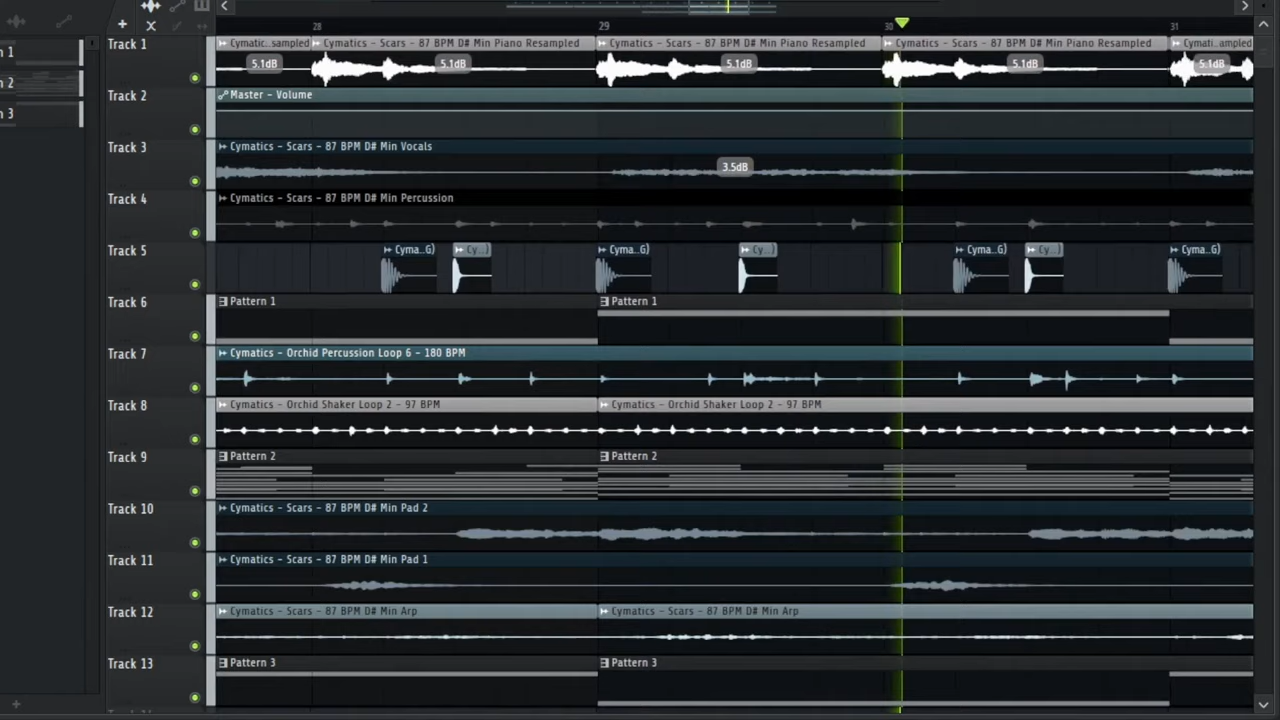 28 29 30 31
n 1
2
n 3
Track 1
Cymatic..sampled Cymatics - Scars - 87 BPM D# Min Piano Resampled Cymatics - Scars - 87 BPM D# Min Piano Resampled Cymatics - Scars - 87 BPM D# Min Piano Resampled Cymati..ampled
5.1dB 5.1dB 5.1dB 5.1dB 5.1dB
Track 2
Master - Volume
Track 3
Cymatics - Scars - 87 BPM D# Min Vocals
3.5dB
Track 4
Cymatics - Scars - 87 BPM D# Min Percussion
Track 5
Cyma..G) Cy..) Cyma..G) Cy..) Cyma..G) Cy..) Cyma..G)
Track 6
Pattern 1 Pattern 1
Track 7
Cymatics - Orchid Percussion Loop 6 - 180 BPM
Track 8
Cymatics - Orchid Shaker Loop 2 - 97 BPM Cymatics - Orchid Shaker Loop 2 - 97 BPM
Track 9
Pattern 2 Pattern 2
Track 10
Cymatics - Scars - 87 BPM D# Min Pad 2
Track 11
Cymatics - Scars - 87 BPM D# Min Pad 1
Track 12
Cymatics - Scars - 87 BPM D# Min Arp Cymatics - Scars - 87 BPM D# Min Arp
Track 13
Pattern 3 Pattern 3